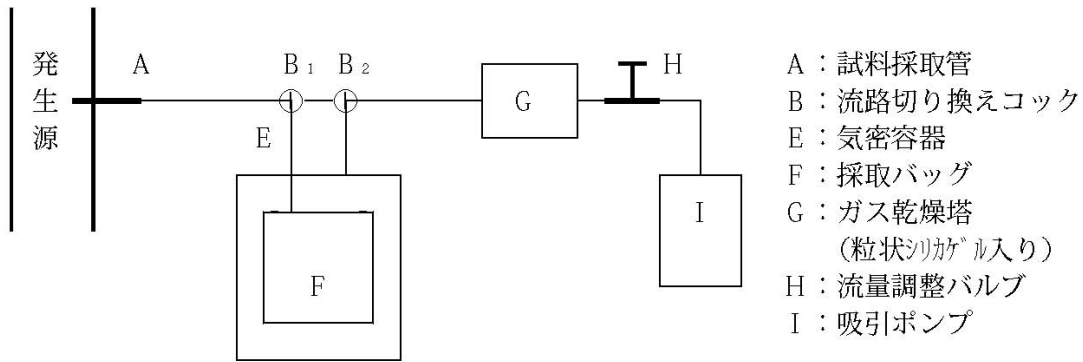 発生源
A
B₁
B₂
E
F
G
H
I
A：試料採取管
B：流路切り換えコック
E：気密容器
F：採取バッグ
G：ガス乾燥塔
(粒状ｼﾘｶｹﾞﾙ入り)
H：流量調整バルブ
I：吸引ポンプ